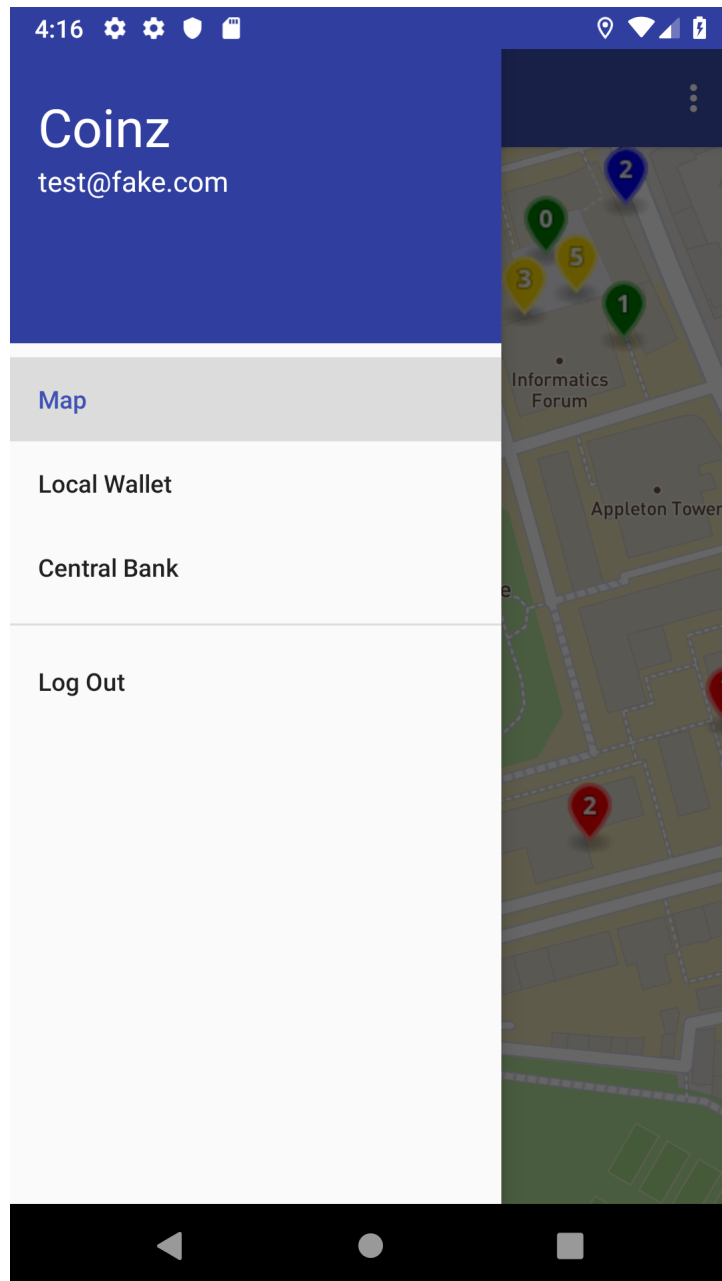 4:16
Coinz
test@fake.com
Map
Local Wallet
Central Bank
Log Out
2
0
5
3
1
Informatics
Forum
Appleton Tower
e
2